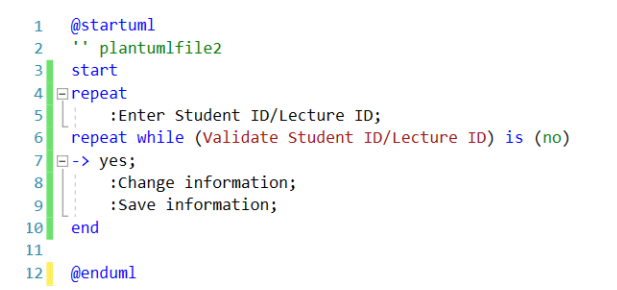 1 @startuml
2 '' plantumlfile2
3 start
4 repeat
5 :Enter Student ID/Lecture ID;
6 repeat while (Validate Student ID/Lecture ID) is (no)
7 -> yes;
8 :Change information;
9 :Save information;
10 end
11
12 @enduml